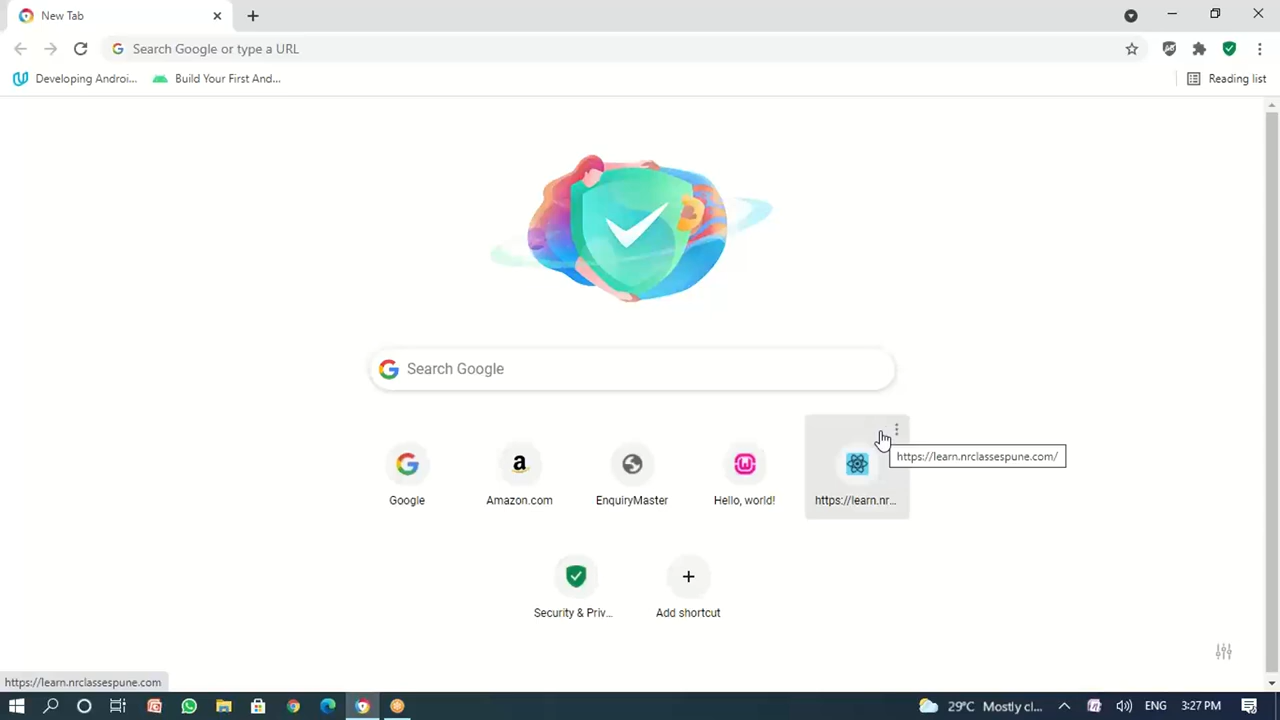 New Tab
Search Google or type a URL
Developing Androi...
Build Your First And...
Reading list
Search Google
https://learn.nrclassespune.com/
Google
Amazon.com
EnquiryMaster
Hello, world!
https://learn.nr...
Security & Priv...
Add shortcut
https://learn.nrclassespune.com
29°C Mostly cl...
ENG
3:27 PM